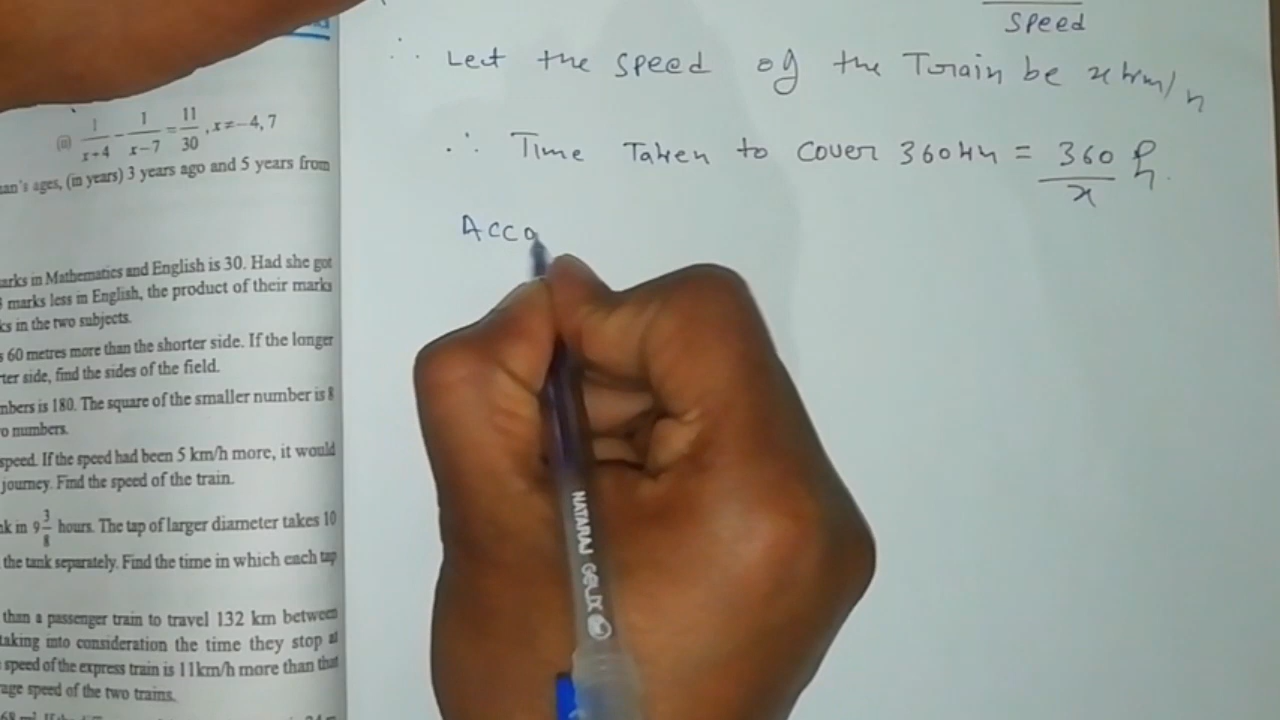 (ii) 1/x+4 - 1/x-7 = 11/30, x ≠ -4, 7
an's ages, (in years) 3 years ago and 5 years from
arks in Mathematics and English is 30. Had she got
marks less in English, the product of their marks
ks in the two subjects.
s 60 metres more than the shorter side. If the longer
ter side, find the sides of the field.
mbers is 180. The square of the smaller number is 8
o numbers.
speed. If the speed had been 5 km/h more, it would
journey. Find the speed of the train.
nk in 9 3/8 hours. The tap of larger diameter takes 10
the tank separately. Find the time in which each tap
than a passenger train to travel 132 km between
taking into consideration the time they stop at
speed of the express train is 11km/h more than that
rage speed of the two trains.
Speed
∴ Let the speed of the Train be x km/h
∴ Time Taken to cover 360km = 360/x h.
Acco
NATARAJ GELIX